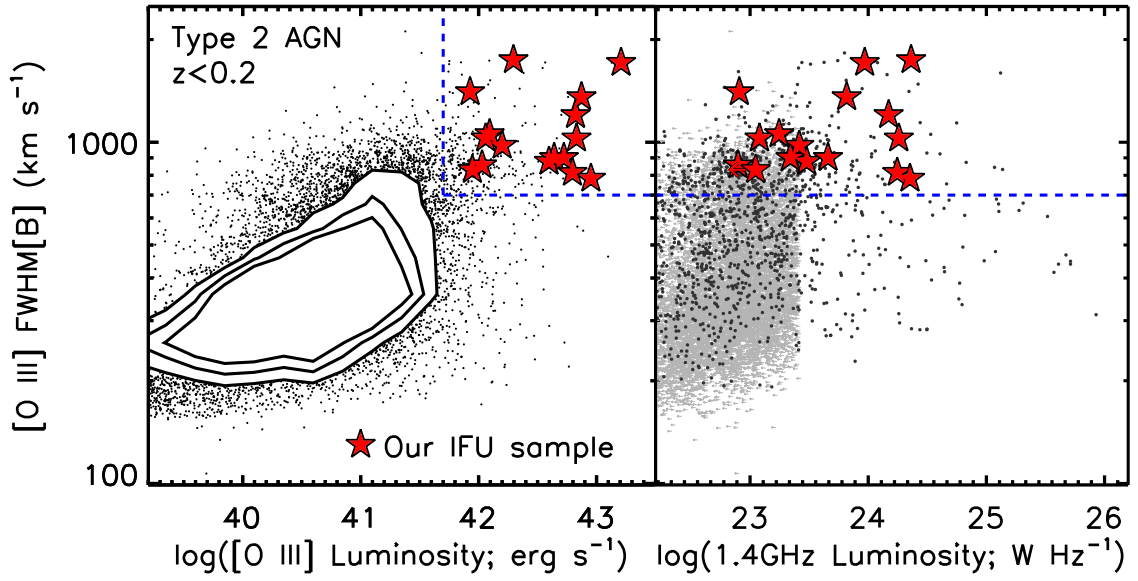 Type 2 AGN
z<0.2
[O III] FWHM[B] (km s⁻¹)
1000
100
Our IFU sample
40 41 42 43
23 24 25 26
log([O III] Luminosity; erg s⁻¹)
log(1.4GHz Luminosity; W Hz⁻¹)